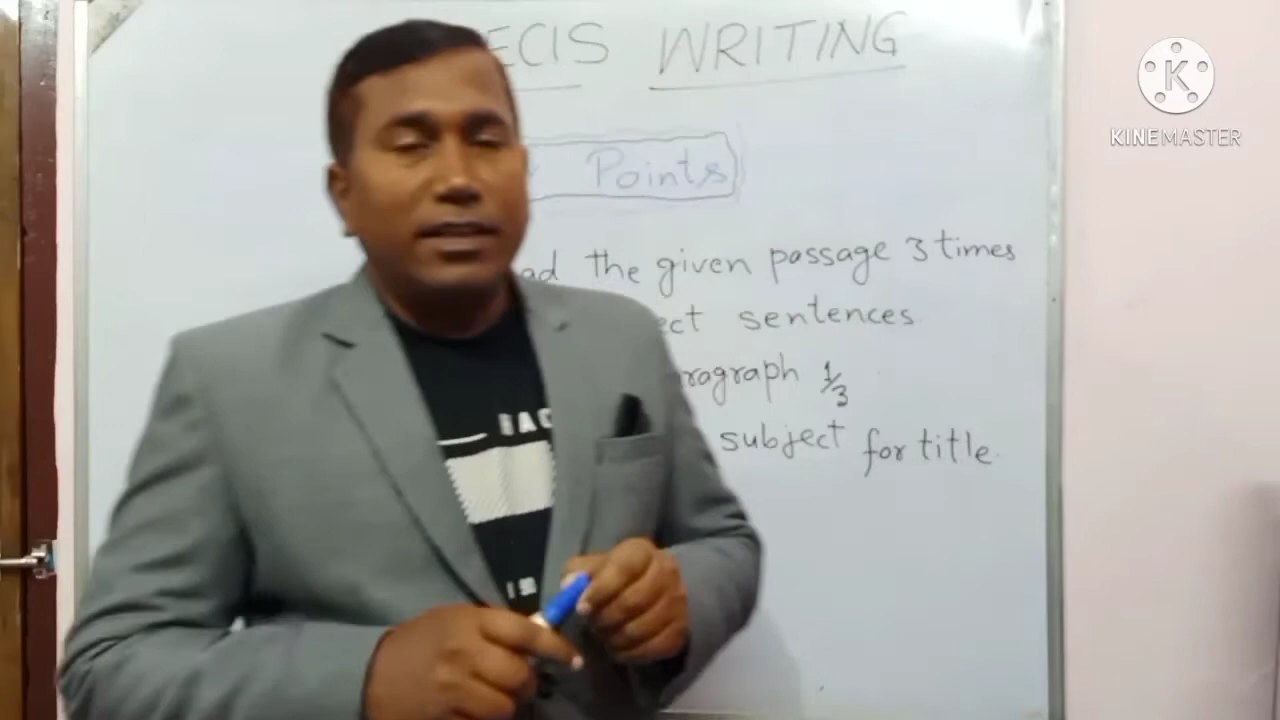 ECIS WRITING
Points
ad the given passage 3 times
ect sentences
ragraph 1/3
subject for title
K
KINEMASTER